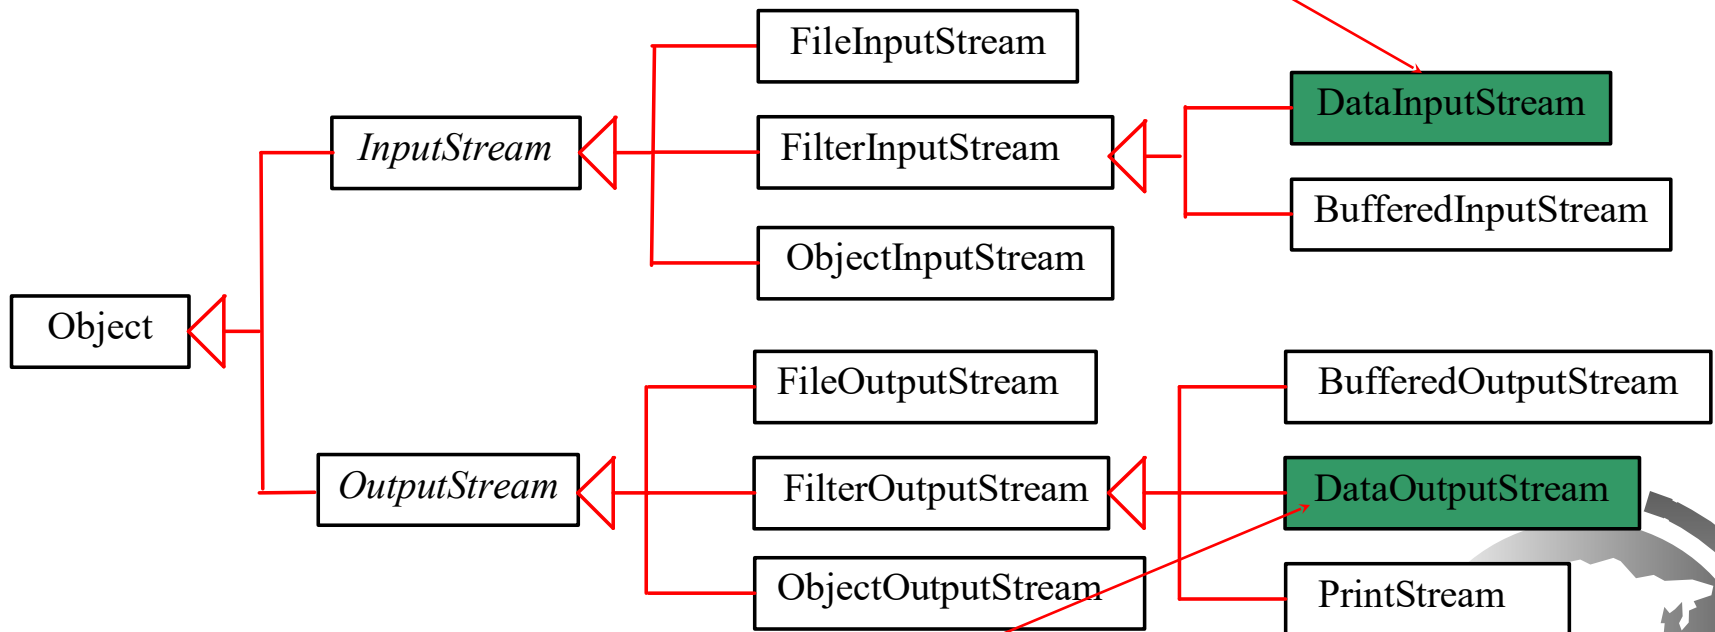 FileInputStream
DataInputStream
InputStream
FilterInputStream
BufferedInputStream
ObjectInputStream
Object
FileOutputStream
BufferedOutputStream
OutputStream
FilterOutputStream
DataOutputStream
ObjectOutputStream
PrintStream